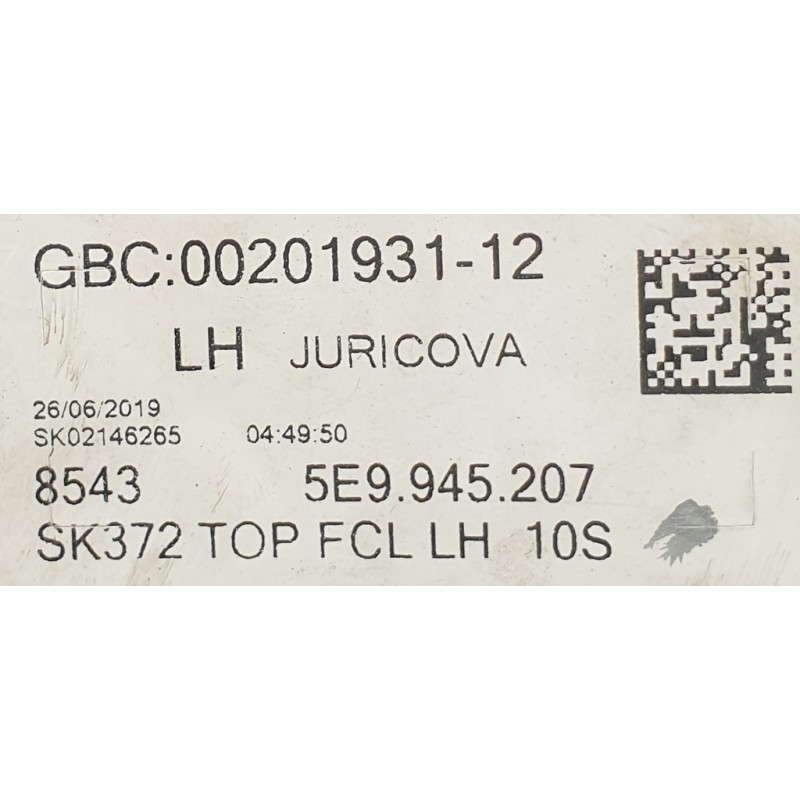 GBC:00201931-12
LH JURICOVA
26/06/2019
SK02146265 04:49:50
8543 5E9.945.207
SK372 TOP FCL LH 10S